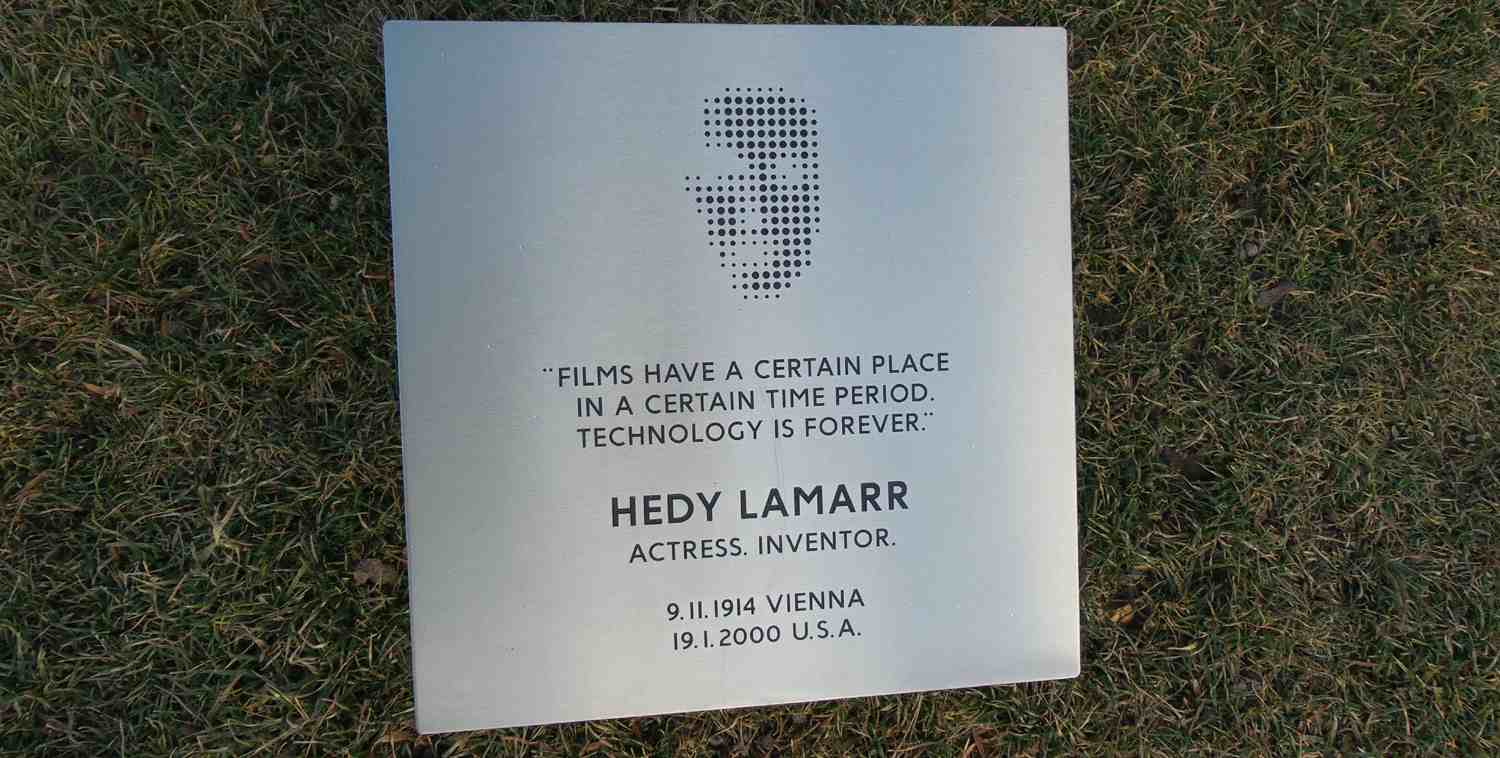 ¨FILMS HAVE A CERTAIN PLACE
IN A CERTAIN TIME PERIOD.
TECHNOLOGY IS FOREVER.¨
HEDY LAMARR
ACTRESS. INVENTOR.
9.11.1914 VIENNA
19.1.2000 U.S.A.